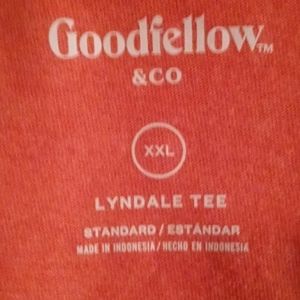 Goodfellow™
&CO
XXL
LYNDALE TEE
STANDARD / ESTÁNDAR
MADE IN INDONESIA / HECHO EN INDONESIA